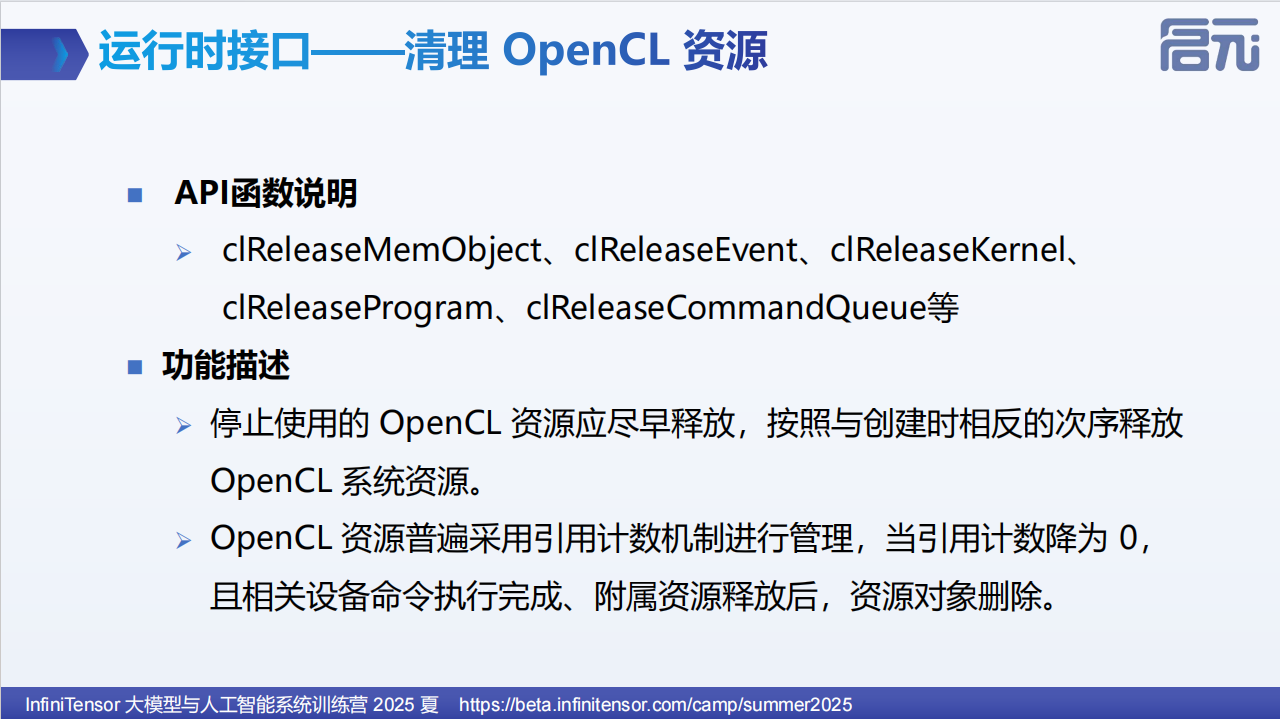 运行时接口——清理 OpenCL 资源
启元
API函数说明
clReleaseMemObject、clReleaseEvent、clReleaseKernel、
clReleaseProgram、clReleaseCommandQueue等
功能描述
停止使用的 OpenCL 资源应尽早释放，按照与创建时相反的次序释放
OpenCL 系统资源。
OpenCL 资源普遍采用引用计数机制进行管理，当引用计数降为 0，
且相关设备命令执行完成、附属资源释放后，资源对象删除。
InfiniTensor 大模型与人工智能系统训练营 2025 夏 https://beta.infinitensor.com/camp/summer2025